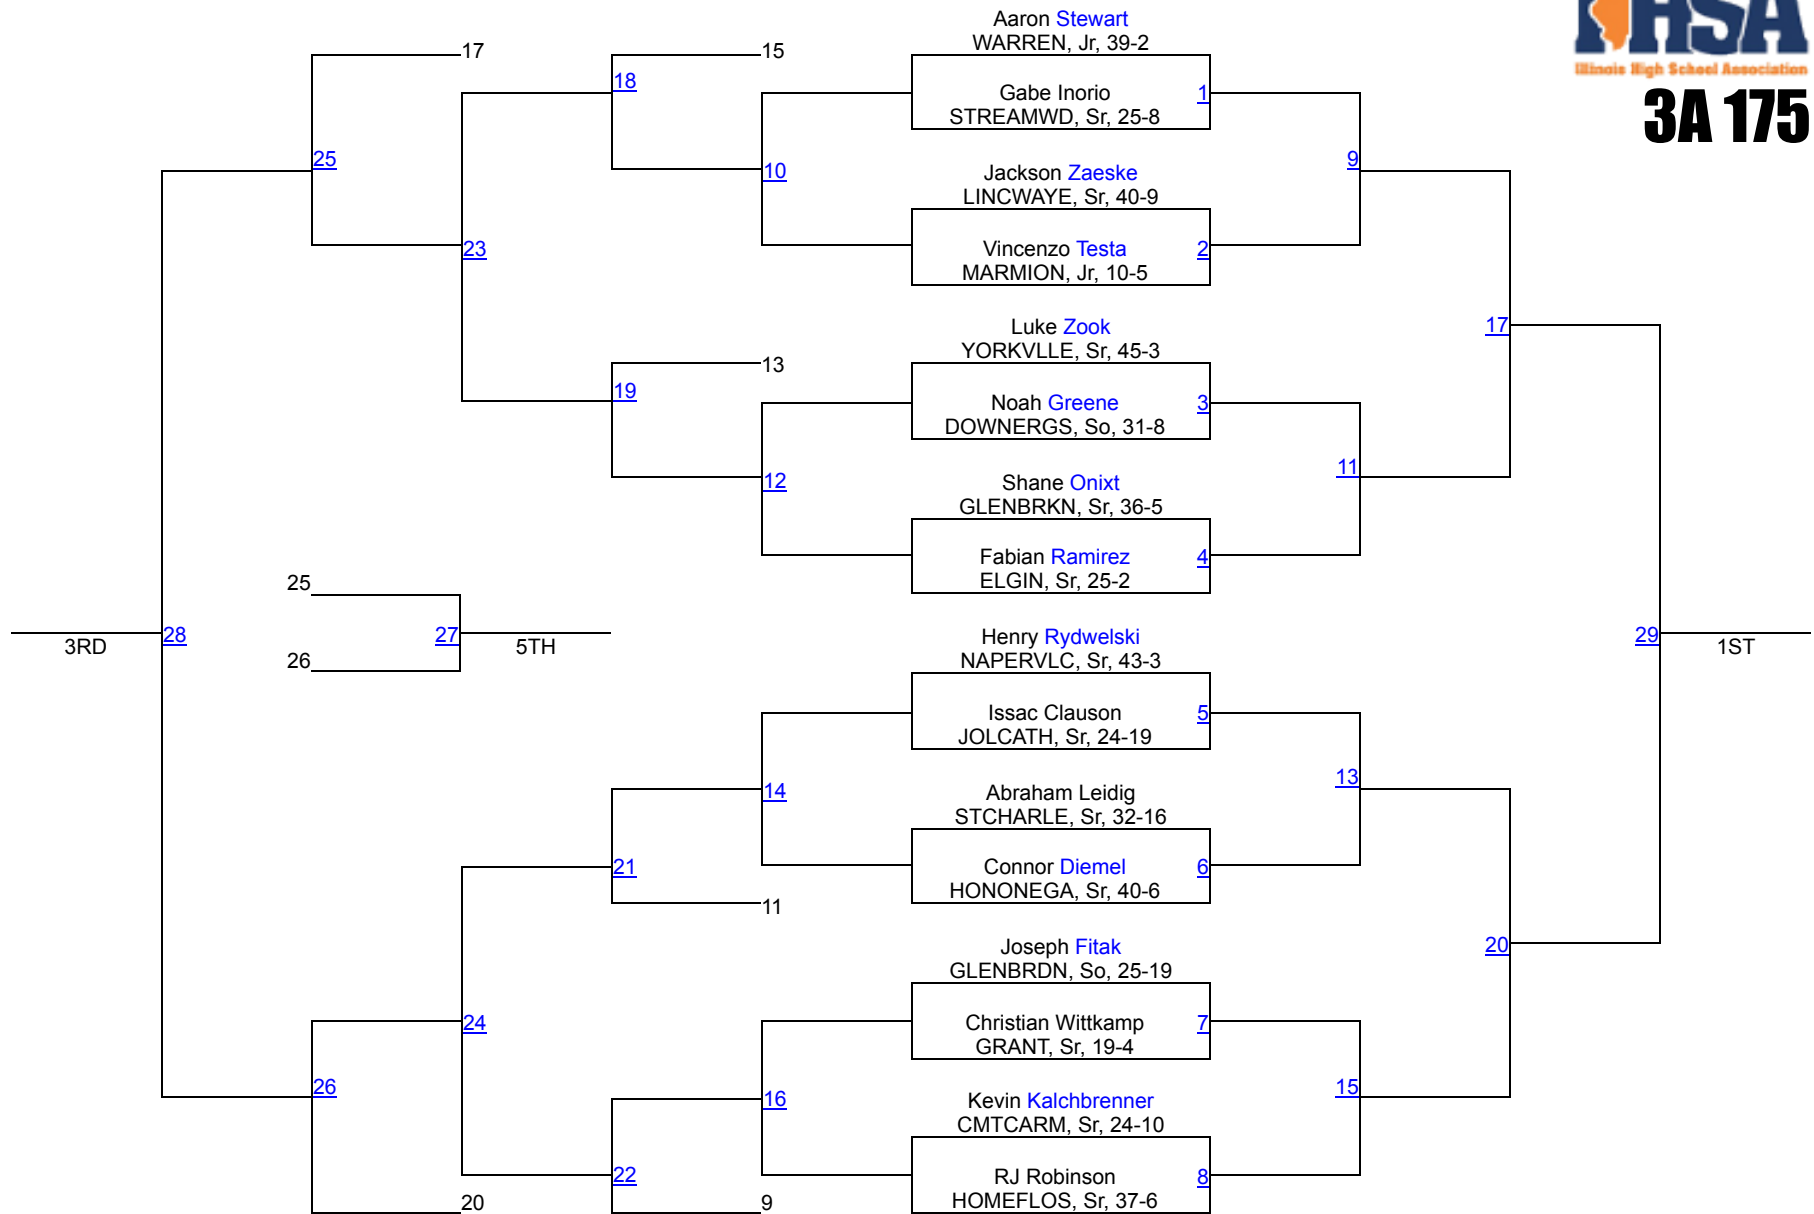 IHSA
Illinois High School Association
3A 175
Aaron Stewart
WARREN, Jr, 39-2
Gabe Inorio
STREAMWD, Sr, 25-8
1
Jackson Zaeske
LINCWAYE, Sr, 40-9
Vincenzo Testa
MARMION, Jr, 10-5
2
Luke Zook
YORKVLLE, Sr, 45-3
Noah Greene
DOWNERGS, So, 31-8
3
Shane Onixt
GLENBRKN, Sr, 36-5
Fabian Ramirez
ELGIN, Sr, 25-2
4
Henry Rydwelski
NAPERVLC, Sr, 43-3
Issac Clauson
JOLCATH, Sr, 24-19
5
Abraham Leidig
STCHARLE, Sr, 32-16
Connor Diemel
HONONEGA, Sr, 40-6
6
Joseph Fitak
GLENBRDN, So, 25-19
Christian Wittkamp
GRANT, Sr, 19-4
7
Kevin Kalchbrenner
CMTCARM, Sr, 24-10
RJ Robinson
HOMEFLOS, Sr, 37-6
8
9
11
13
15
17
20
29
1ST
10
12
14
16
15
13
11
9
18
19
21
22
23
24
17
25
26
20
25
26
27
5TH
28
3RD